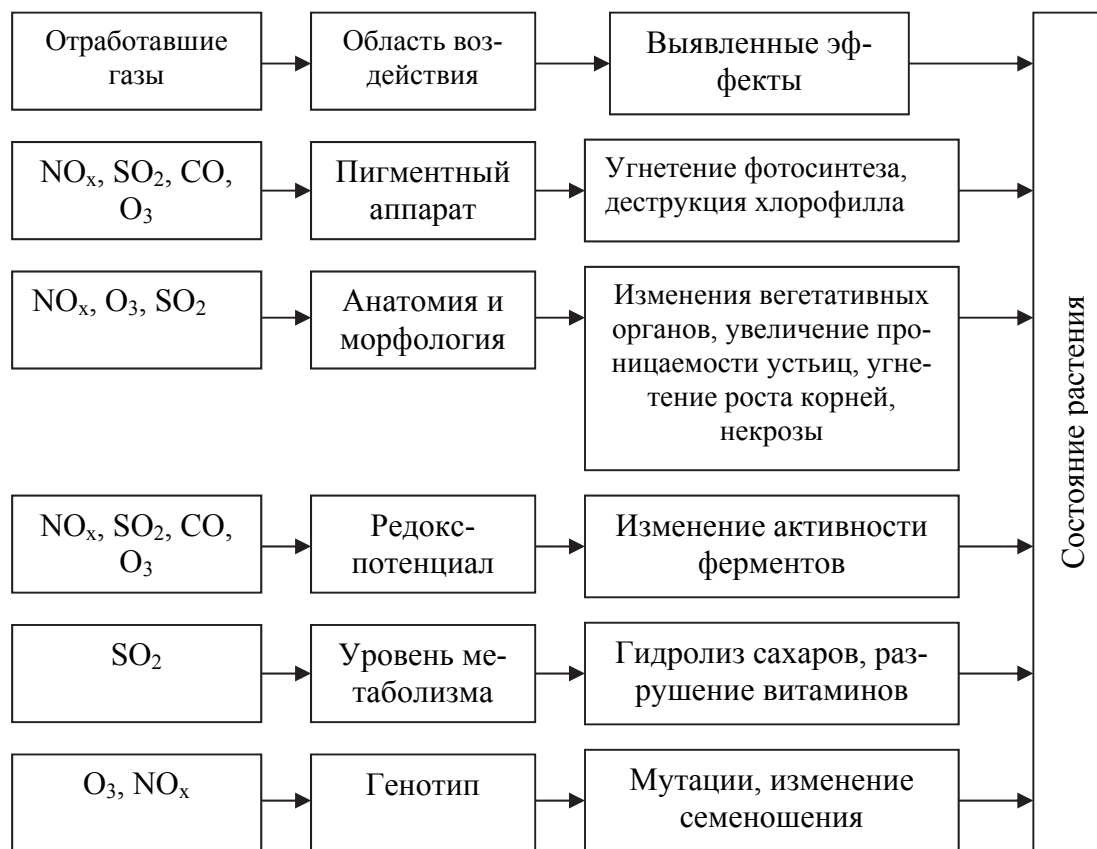 Отработавшие
газы
Область воз-
действия
Выявленные эф-
фекты
NOₓ, SO₂, CO,
O₃
Пигментный
аппарат
Угнетение фотосинтеза,
деструкция хлорофилла
NOₓ, O₃, SO₂
Анатомия и
морфология
Изменения вегетативных
органов, увеличение про-
ницаемости устьиц, угне-
тение роста корней,
некрозы
NOₓ, SO₂, CO,
O₃
Редокс-
потенциал
Изменение активности
ферментов
SO₂
Уровень ме-
таболизма
Гидролиз сахаров, раз-
рушение витаминов
O₃, NOₓ
Генотип
Мутации, изменение
семеношения
Состояние растения